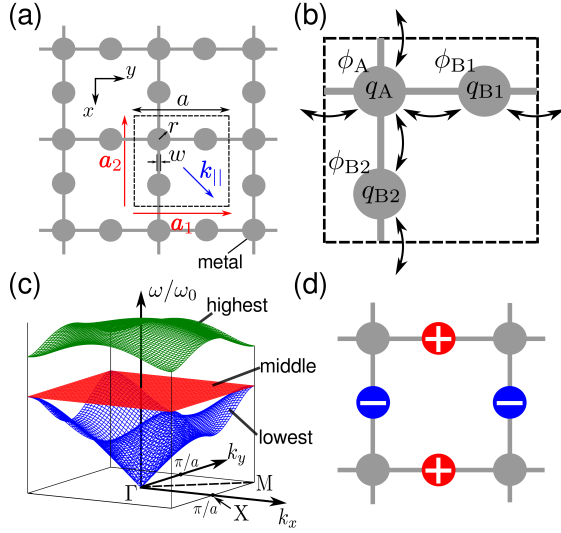 (a)
y
x
a
r
w
a₂
k||
a₁
metal
(b)
ϕA
ϕB1
qA
qB1
ϕB2
qB2
(c)
ω/ω₀
highest
middle
lowest
ky
π/a
Γ
M
π/a
X
kx
(d)
+
− −
+